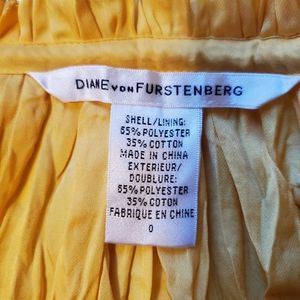 DIANE VON FURSTENBERG
SHELL/LINING:
65% POLYESTER
35% COTTON
MADE IN CHINA
EXTERIEUR/
DOUBLURE:
65% POLYESTER
35% COTON
FABRIQUE EN CHINE
0